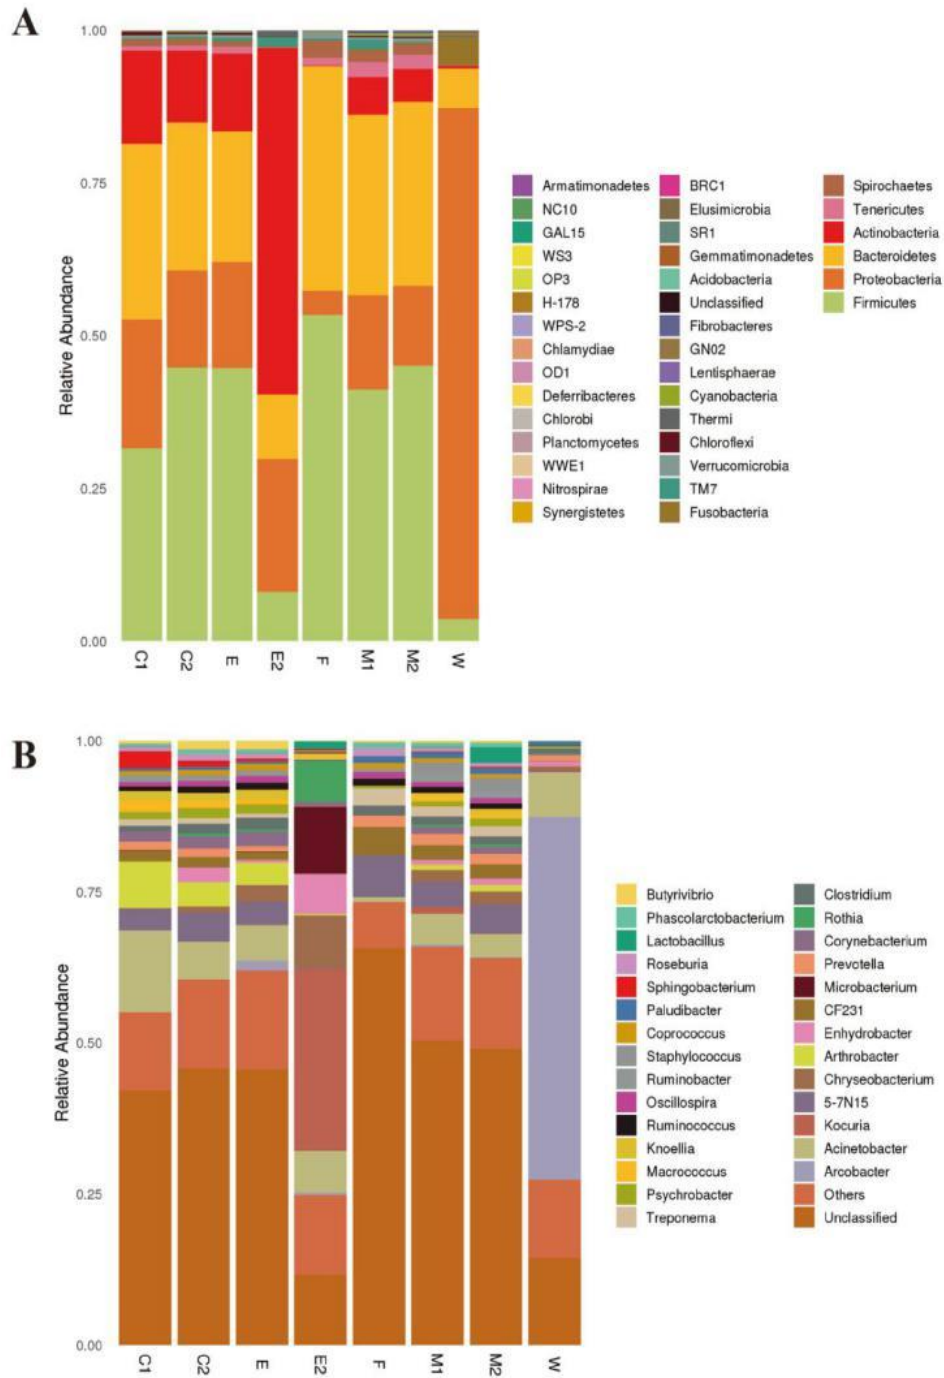 A
Relative Abundance
1.00
0.75
0.50
0.25
0.00
C1 C2 E E2 F M1 M2 W
Armatimonadetes BRC1 Spirochaetes
NC10 Elusimicrobia Tenericutes
GAL15 SR1 Actinobacteria
WS3 Gemmatimonadetes Bacteroidetes
OP3 Acidobacteria Proteobacteria
H-178 Unclassified Firmicutes
WPS-2 Fibrobacteres
Chlamydiae GN02
OD1 Lentisphaerae
Deferribacteres Cyanobacteria
Chlorobi Thermi
Planctomycetes Chloroflexi
WWE1 Verrucomicrobia
Nitrospirae TM7
Synergistetes Fusobacteria
B
Relative Abundance
1.00
0.75
0.50
0.25
0.00
C1 C2 E E2 F M1 M2 W
Butyrivibrio Clostridium
Phascolarctobacterium Rothia
Lactobacillus Corynebacterium
Roseburia Prevotella
Sphingobacterium Microbacterium
Paludibacter CF231
Coprococcus Enhydrobacter
Staphylococcus Arthrobacter
Ruminobacter Chryseobacterium
Oscillospira 5-7N15
Ruminococcus Kocuria
Knoellia Acinetobacter
Macrococcus Arcobacter
Psychrobacter Others
Treponema Unclassified